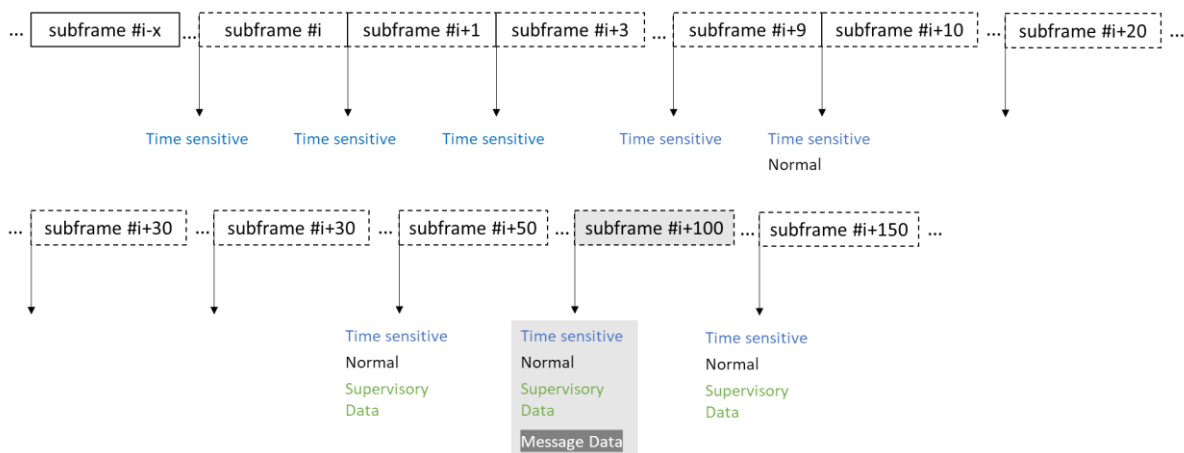 ... subframe #i-x ... subframe #i subframe #i+1 subframe #i+3 ... subframe #i+9 subframe #i+10 ... subframe #i+20 ...
Time sensitive Time sensitive Time sensitive Time sensitive Time sensitive
Normal
... subframe #i+30 ... subframe #i+30 ... subframe #i+50 ... subframe #i+100 ... subframe #i+150 ...
Time sensitive Time sensitive Time sensitive
Normal Normal Normal
Supervisory Supervisory Supervisory
Data Data Data
Message Data